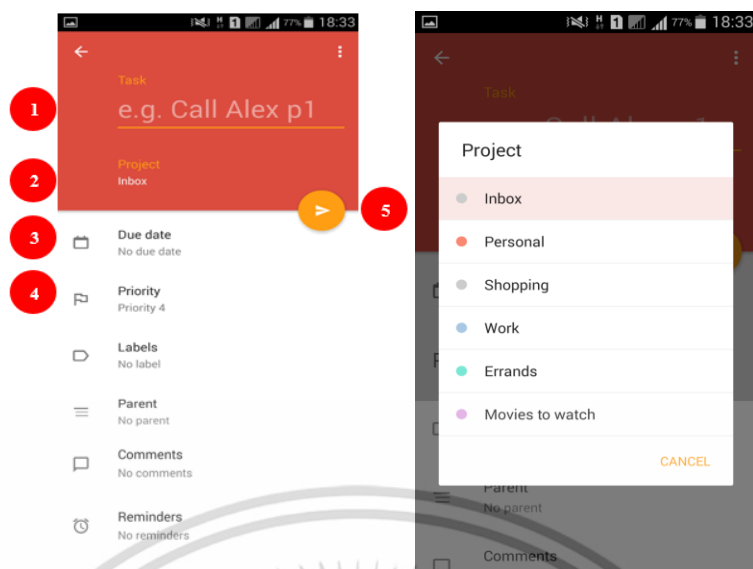 77% 18:33
Task
1
e.g. Call Alex p1
Project
2
Inbox
5
3
Due date
No due date
4
Priority
Priority 4
Labels
No label
Parent
No parent
Comments
No comments
Reminders
No reminders
77% 18:33
Task
Project
Inbox
Personal
Shopping
Work
Errands
Movies to watch
CANCEL
Parent
No parent
Comments